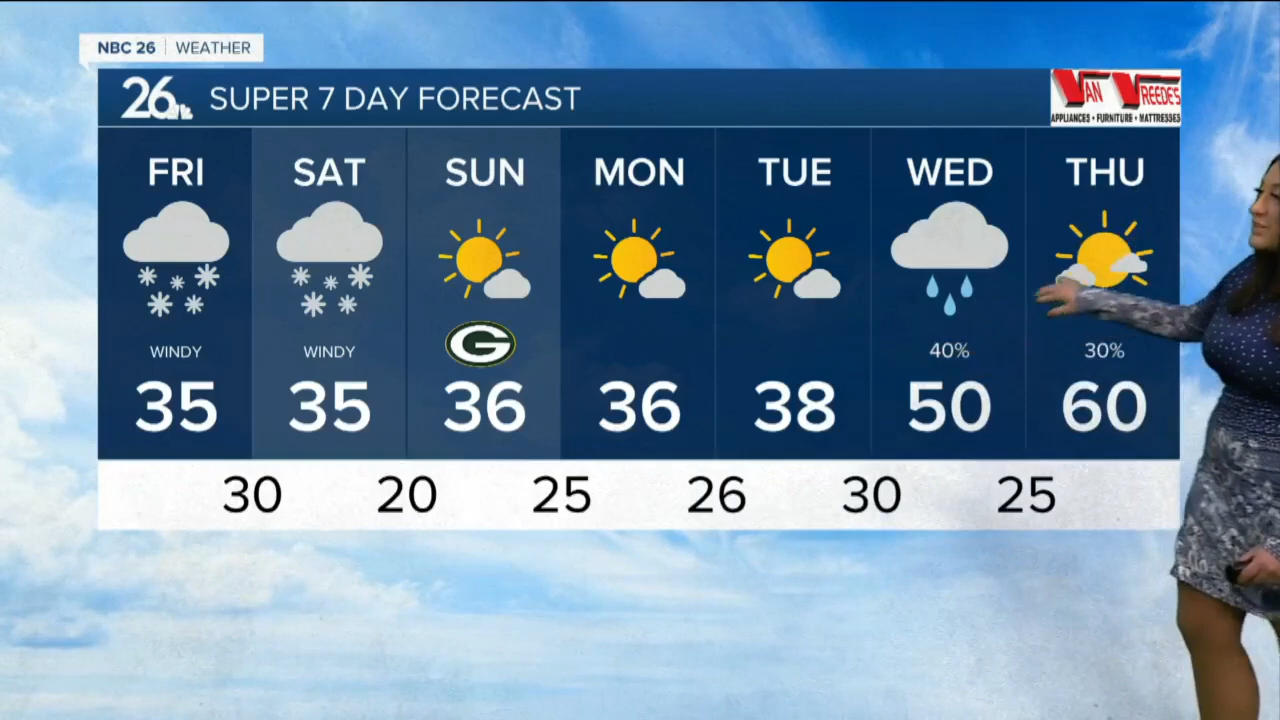 NBC 26 | WEATHER
26 SUPER 7 DAY FORECAST
VAN VREEDE'S
APPLIANCES • FURNITURE • MATTRESSES
FRI SAT SUN MON TUE WED THU
G
WINDY WINDY 40% 30%
35 35 36 36 38 50 60
30 20 25 26 30 25